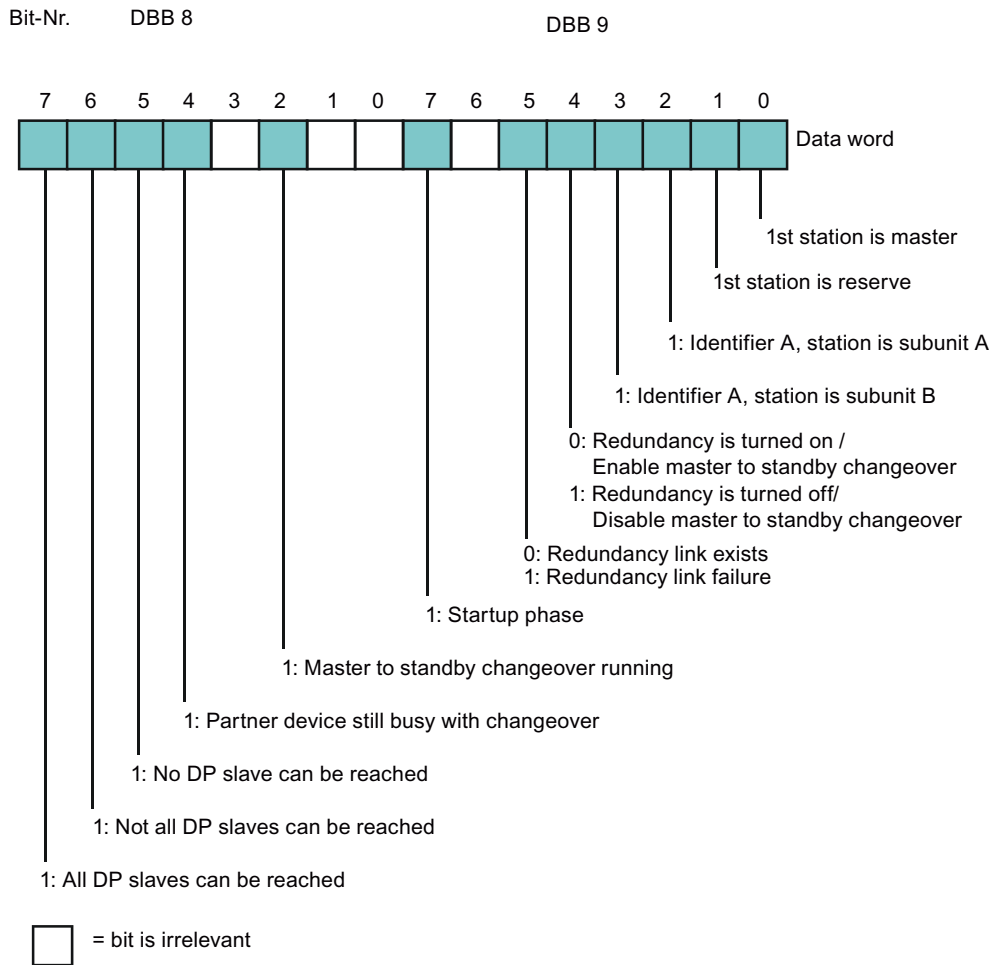 Bit-Nr. DBB 8 DBB 9
7 6 5 4 3 2 1 0 7 6 5 4 3 2 1 0
Data word
1st station is master
1st station is reserve
1: Identifier A, station is subunit A
1: Identifier A, station is subunit B
0: Redundancy is turned on /
Enable master to standby changeover
1: Redundancy is turned off/
Disable master to standby changeover
0: Redundancy link exists
1: Redundancy link failure
1: Startup phase
1: Master to standby changeover running
1: Partner device still busy with changeover
1: No DP slave can be reached
1: Not all DP slaves can be reached
1: All DP slaves can be reached
= bit is irrelevant